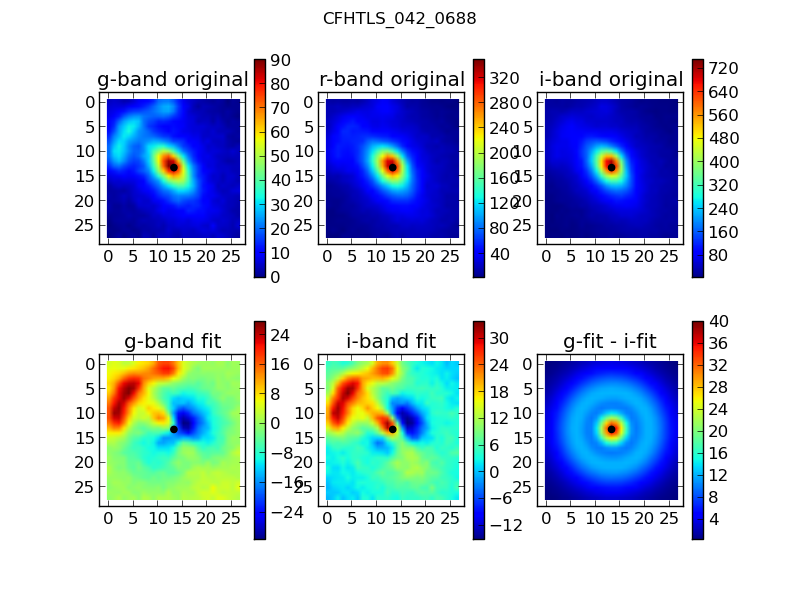 CFHTLS_042_0688
g-band original
r-band original
i-band original
0 5 10 15 20 25
0 5 10 15 20 25
90 80 70 60 50 40 30 20 10 0
0 5 10 15 20 25
0 5 10 15 20 25
320 280 240 200 160 120 80 40
0 5 10 15 20 25
0 5 10 15 20 25
720 640 560 480 400 320 240 160 80
g-band fit
i-band fit
g-fit - i-fit
0 5 10 15 20 25
0 5 10 15 20 25
24 16 8 0 −8 −16 −24
0 5 10 15 20 25
0 5 10 15 20 25
30 24 18 12 6 0 −6 −12
0 5 10 15 20 25
0 5 10 15 20 25
40 36 32 28 24 20 16 12 8 4